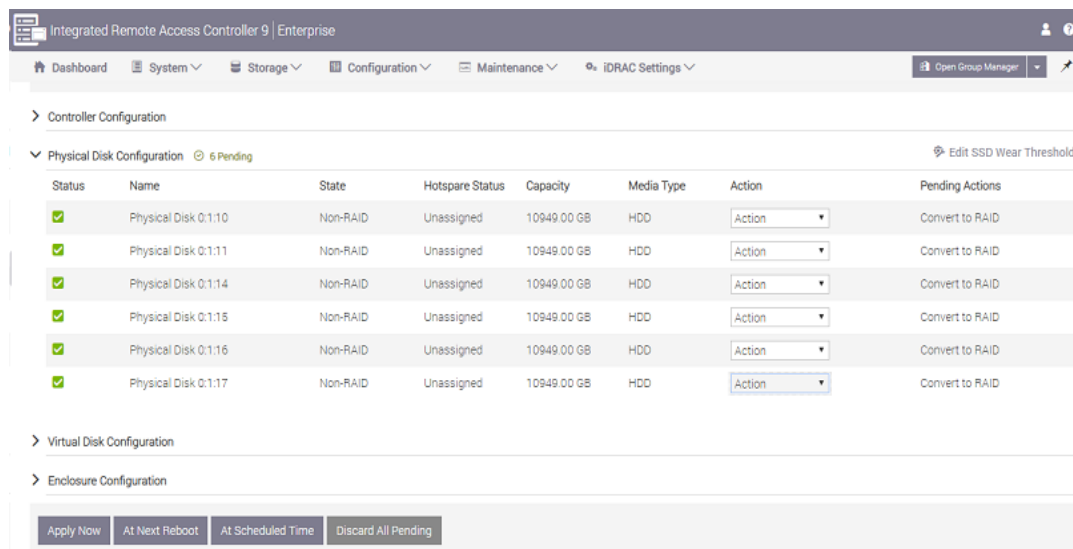 Integrated Remote Access Controller 9 | Enterprise
Dashboard System Storage Configuration Maintenance iDRAC Settings Open Group Manager
Controller Configuration
Physical Disk Configuration 6 Pending Edit SSD Wear Threshold
Status Name State Hotspare Status Capacity Media Type Action Pending Actions
Physical Disk 0:1:10 Non-RAID Unassigned 10949.00 GB HDD Action Convert to RAID
Physical Disk 0:1:11 Non-RAID Unassigned 10949.00 GB HDD Action Convert to RAID
Physical Disk 0:1:14 Non-RAID Unassigned 10949.00 GB HDD Action Convert to RAID
Physical Disk 0:1:15 Non-RAID Unassigned 10949.00 GB HDD Action Convert to RAID
Physical Disk 0:1:16 Non-RAID Unassigned 10949.00 GB HDD Action Convert to RAID
Physical Disk 0:1:17 Non-RAID Unassigned 10949.00 GB HDD Action Convert to RAID
Virtual Disk Configuration
Enclosure Configuration
Apply Now At Next Reboot At Scheduled Time Discard All Pending